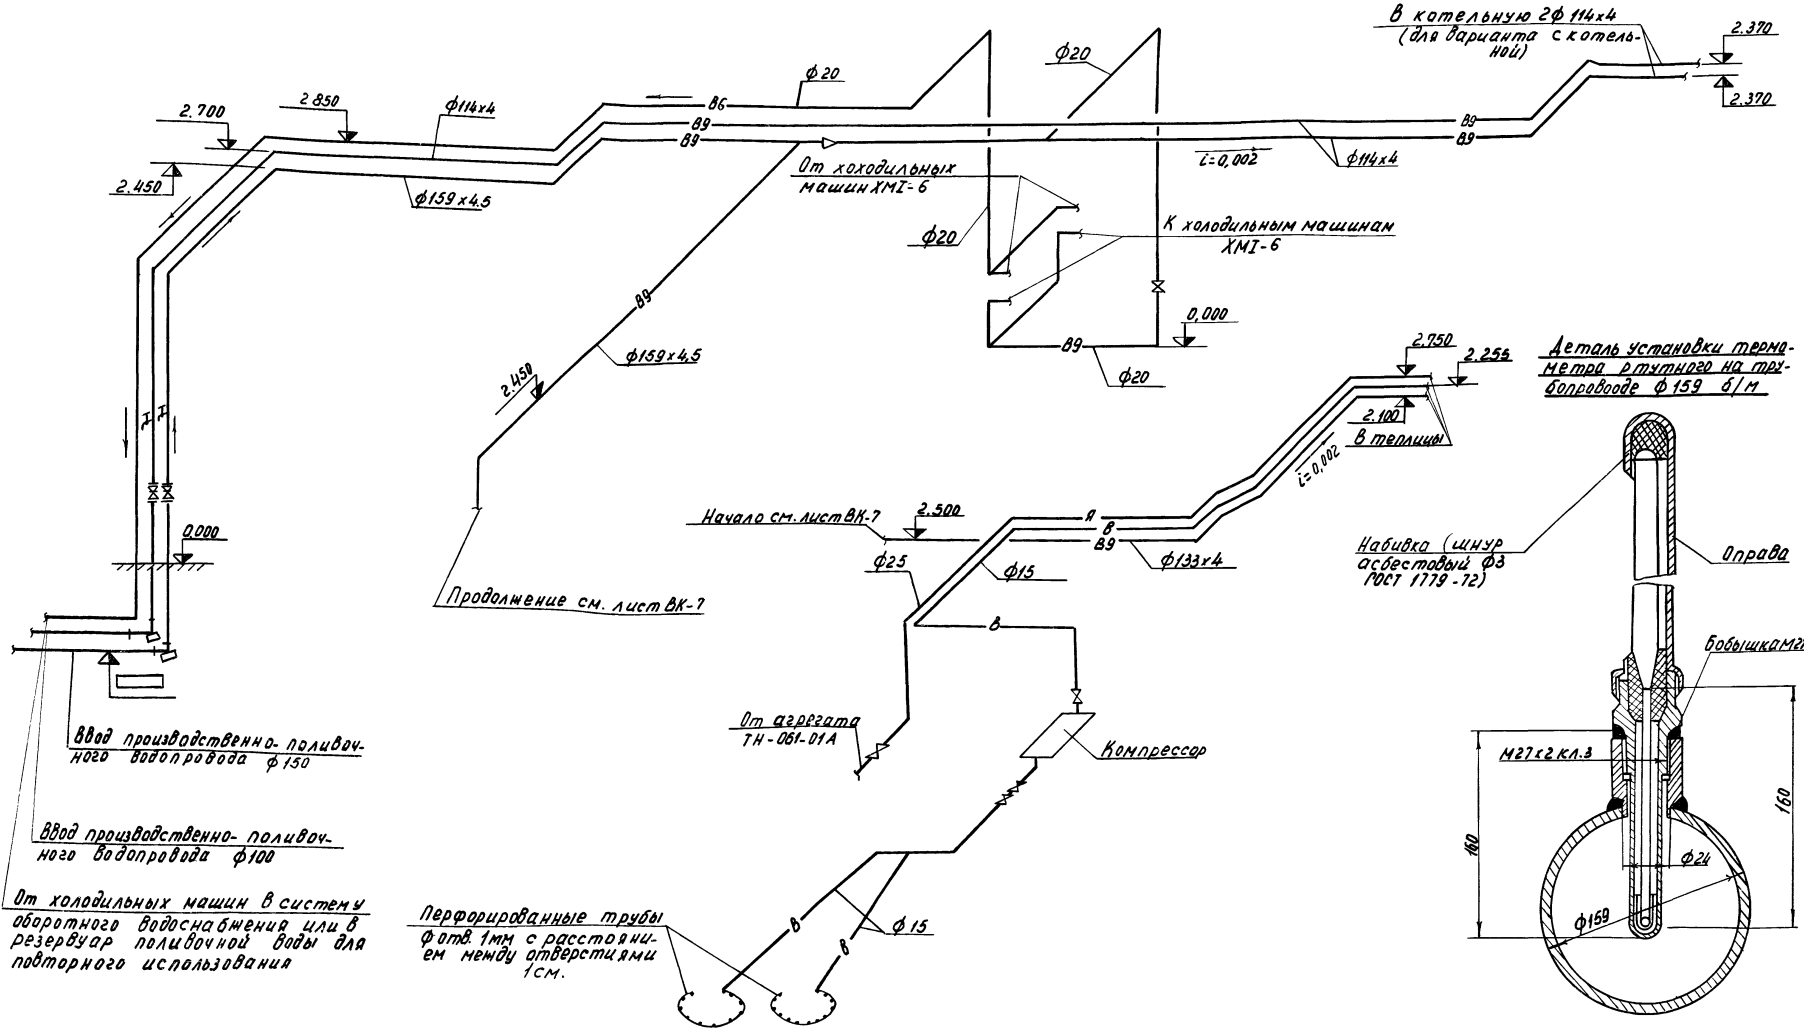 В котельную 2ф 114х4
(для варианта с котель-
ной)
2.370
2.370
ф20
ф20
2.700
2.850
ф114х4
В6
В9
В9
В9
В9
2.450
ф159х4.5
i=0,002
ф114х4
От холодильных
машин ХМI-6
ф20
К холодильным машинам
ХМI-6
В9
ф159х4,5
2.450
0,000
В9
ф20
2.750
2.255
2.100
В теплицы
i=0,002
Деталь установки термо-
метра ртутного на тру-
бопроводе ф 159 б/м
Начало см. лист ВК-7
2.500
А
В
В9
ф133х4
ф25
ф15
0.000
Продолжение см. лист ВК-7
В
Набивка (шнур
асбестовый ф3
ГОСТ 1779-72)
Оправа
Бобышка М27
М27х2 кл.3
160
160
ф24
ф159
От агрегата
ТН-061-01А
Компрессор
Ввод производственно-поливоч-
ного водопровода ф150
Ввод производственно-поливоч-
ного водопровода ф100
От холодильных машин в систему
оборотного водоснабжения или в
резервуар поливочной воды для
повторного использования
Перфорированные трубы
ф отв. 1мм с расстояни-
ем между отверстиями
1см.
В
В
ф15